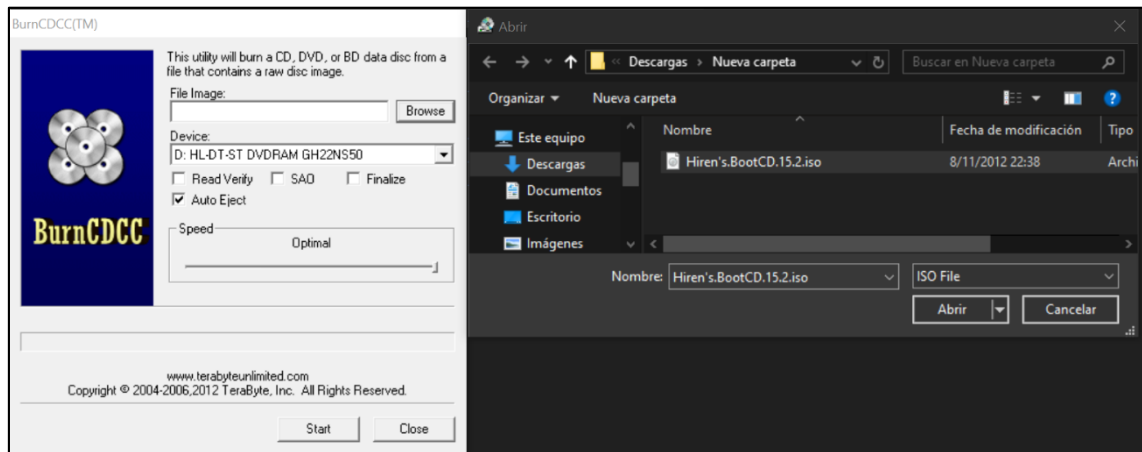 BurnCDCC(TM)
This utility will burn a CD, DVD, or BD data disc from a
file that contains a raw disc image.
File Image:
Browse
Device:
D: HL-DT-ST DVDRAM GH22NS50
Read Verify SAO Finalize
Auto Eject
BurnCDCC
Speed
Optimal
www.terabyteunlimited.com
Copyright © 2004-2006,2012 TeraByte, Inc. All Rights Reserved.
Start Close
Abrir
« Descargas › Nueva carpeta
Buscar en Nueva carpeta
Organizar Nueva carpeta
Este equipo
Descargas
Documentos
Escritorio
Imágenes
Nombre Fecha de modificación Tipo
Hiren's.BootCD.15.2.iso 8/11/2012 22:38 Archi
Nombre: Hiren's.BootCD.15.2.iso ISO File
Abrir Cancelar